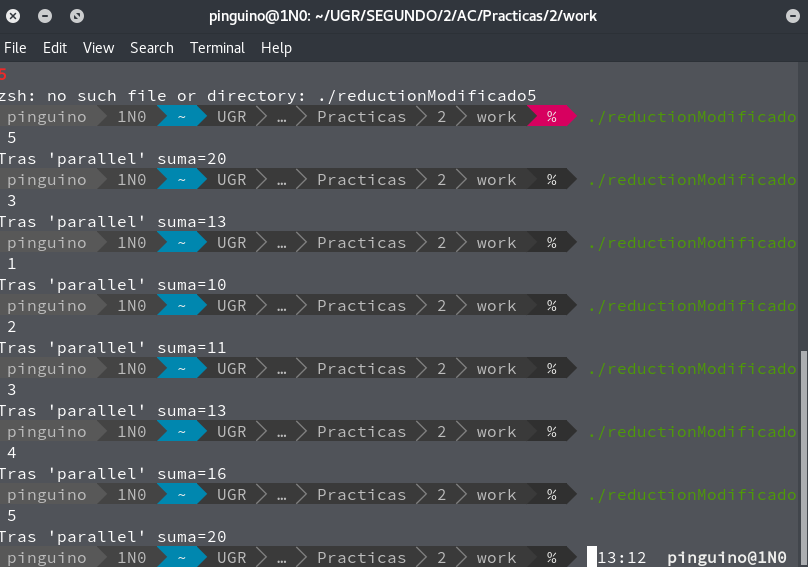 pinguino@1N0: ~/UGR/SEGUNDO/2/AC/Practicas/2/work
File Edit View Search Terminal Help
5
zsh: no such file or directory: ./reductionModificado5
pinguino 1N0 ~ UGR … Practicas 2 work % ./reductionModificado
5
Tras 'parallel' suma=20
pinguino 1N0 ~ UGR … Practicas 2 work % ./reductionModificado
3
Tras 'parallel' suma=13
pinguino 1N0 ~ UGR … Practicas 2 work % ./reductionModificado
1
Tras 'parallel' suma=10
pinguino 1N0 ~ UGR … Practicas 2 work % ./reductionModificado
2
Tras 'parallel' suma=11
pinguino 1N0 ~ UGR … Practicas 2 work % ./reductionModificado
3
Tras 'parallel' suma=13
pinguino 1N0 ~ UGR … Practicas 2 work % ./reductionModificado
4
Tras 'parallel' suma=16
pinguino 1N0 ~ UGR … Practicas 2 work % ./reductionModificado
5
Tras 'parallel' suma=20
pinguino 1N0 ~ UGR … Practicas 2 work % 13:12 pinguino@1N0